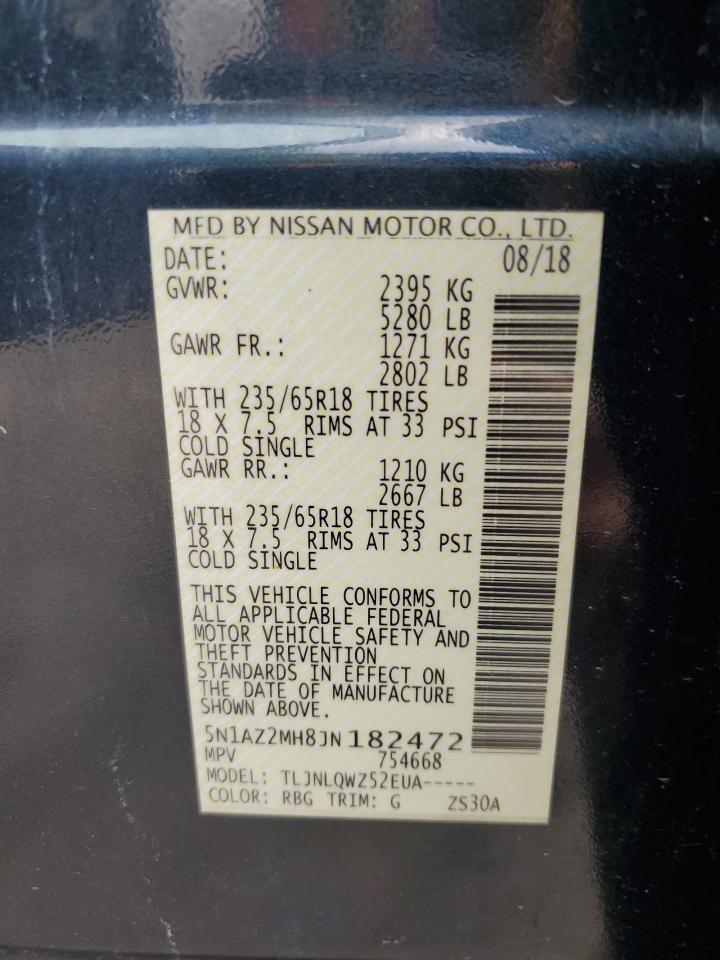 MFD BY NISSAN MOTOR CO., LTD.
DATE: 08/18
GVWR: 2395 KG
5280 LB
GAWR FR.: 1271 KG
2802 LB
WITH 235/65R18 TIRES
18 X 7.5 RIMS AT 33 PSI
COLD SINGLE
GAWR RR.: 1210 KG
2667 LB
WITH 235/65R18 TIRES
18 X 7.5 RIMS AT 33 PSI
COLD SINGLE
THIS VEHICLE CONFORMS TO
ALL APPLICABLE FEDERAL
MOTOR VEHICLE SAFETY AND
THEFT PREVENTION
STANDARDS IN EFFECT ON
THE DATE OF MANUFACTURE
SHOWN ABOVE.
5N1AZ2MH8JN182472
MPV 754668
MODEL: TLJNLQWZ52EUA-----
COLOR: RBG TRIM: G ZS30A